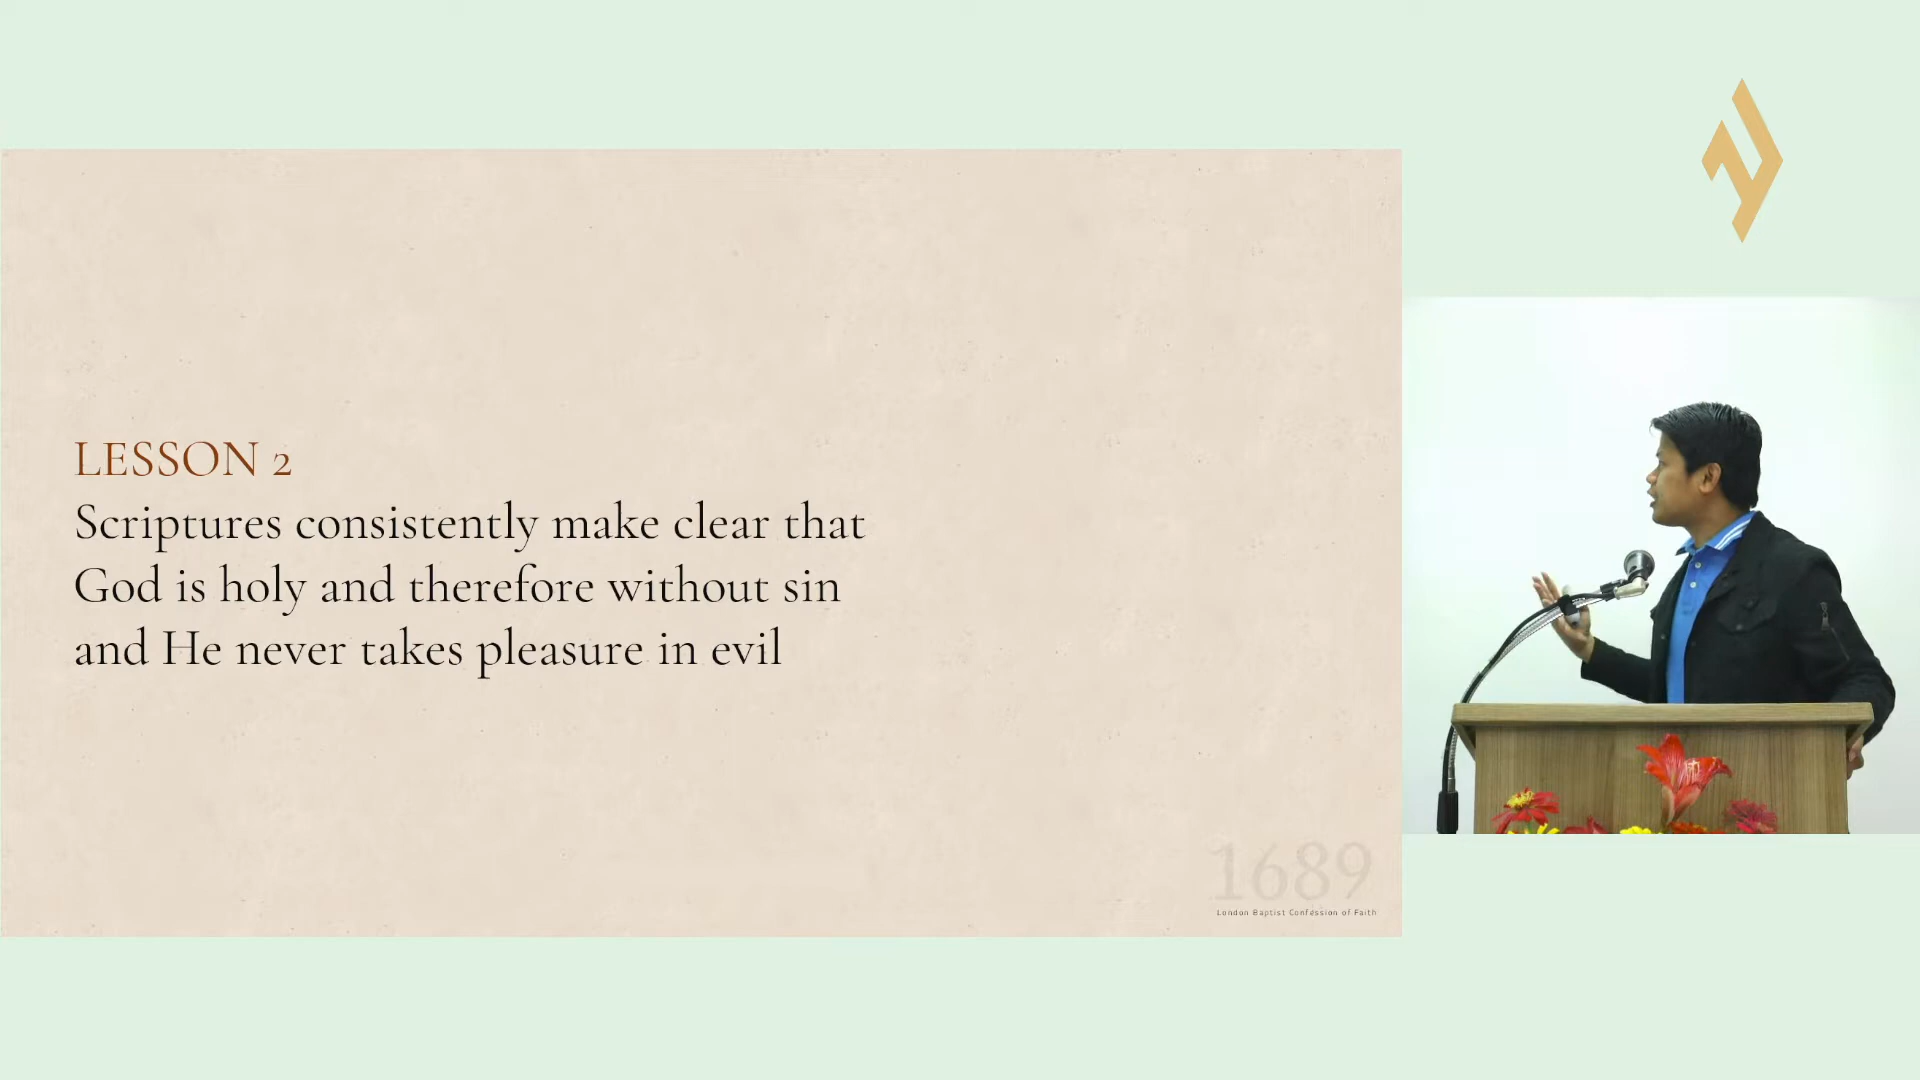 LESSON 2
Scriptures consistently make clear that
God is holy and therefore without sin
and He never takes pleasure in evil
1689
London Baptist Confession of Faith